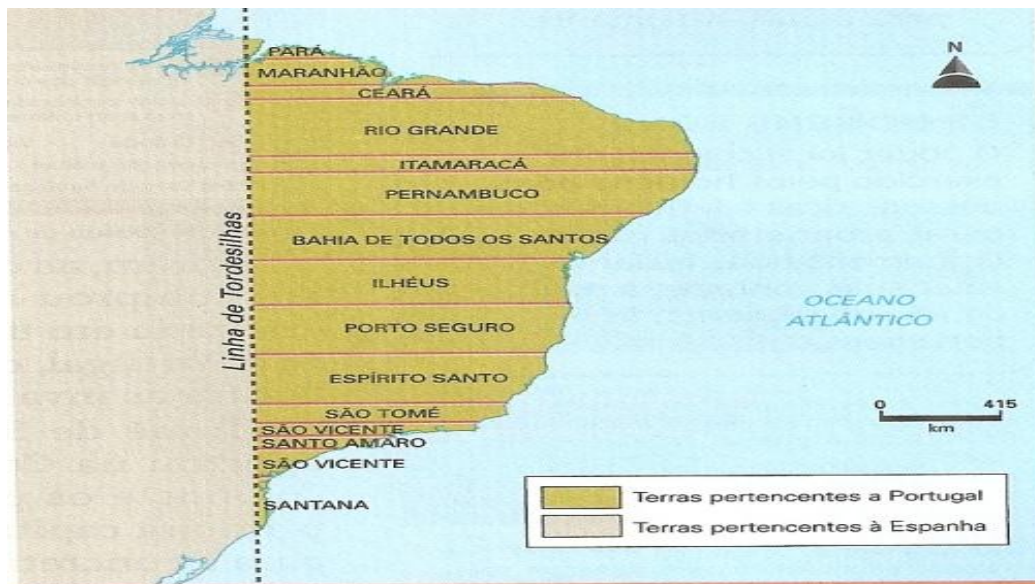 N
PARÁ
MARANHÃO
CEARÁ
RIO GRANDE
ITAMARACÁ
PERNAMBUCO
BAHIA DE TODOS OS SANTOS
ILHÉUS
PORTO SEGURO
ESPÍRITO SANTO
SÃO TOMÉ
SÃO VICENTE
SANTO AMARO
SÃO VICENTE
SANTANA
Linha de Tordesilhas
OCEANO
ATLÂNTICO
0 415
km
Terras pertencentes a Portugal
Terras pertencentes à Espanha